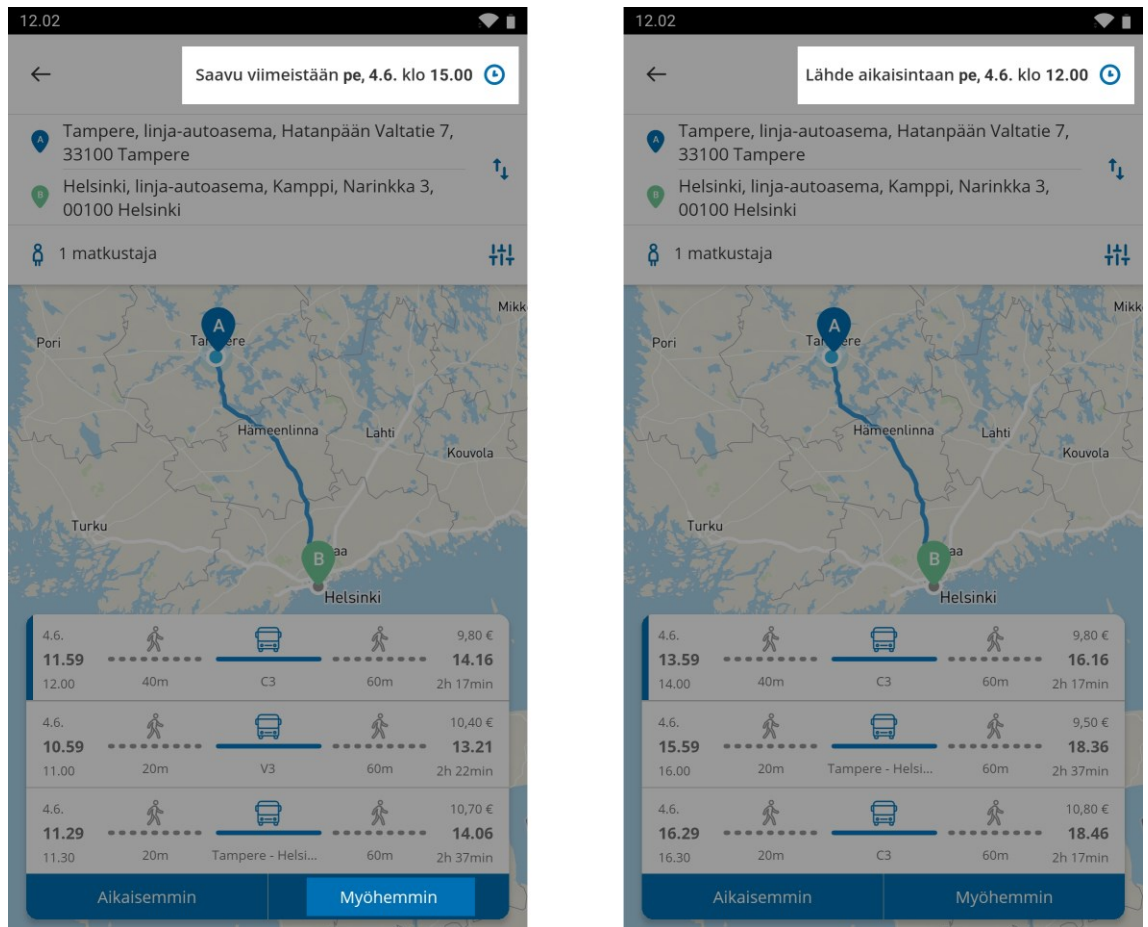 12.02
Saavu viimeistään pe, 4.6. klo 15.00
A
Tampere, linja-autoasema, Hatanpään Valtatie 7,
33100 Tampere
B
Helsinki, linja-autoasema, Kamppi, Narinkka 3,
00100 Helsinki
1 matkustaja
Mikk
A
Pori
Tampere
Hämeenlinna
Lahti
Kouvola
Turku
B
aa
Helsinki
4.6. 9,80 €
11.59 14.16
12.00 40m C3 60m 2h 17min
4.6. 10,40 €
10.59 13.21
11.00 20m V3 60m 2h 22min
4.6. 10,70 €
11.29 14.06
11.30 20m Tampere - Helsi... 60m 2h 37min
Aikaisemmin Myöhemmin
12.02
Lähde aikaisintaan pe, 4.6. klo 12.00
A
Tampere, linja-autoasema, Hatanpään Valtatie 7,
33100 Tampere
B
Helsinki, linja-autoasema, Kamppi, Narinkka 3,
00100 Helsinki
1 matkustaja
Mikk
A
Pori
Tampere
Hämeenlinna
Lahti
Kouvola
Turku
B
aa
Helsinki
4.6. 9,80 €
13.59 16.16
14.00 40m C3 60m 2h 17min
4.6. 9,50 €
15.59 18.36
16.00 20m Tampere - Helsi... 60m 2h 37min
4.6. 10,80 €
16.29 18.46
16.30 20m C3 60m 2h 17min
Aikaisemmin Myöhemmin